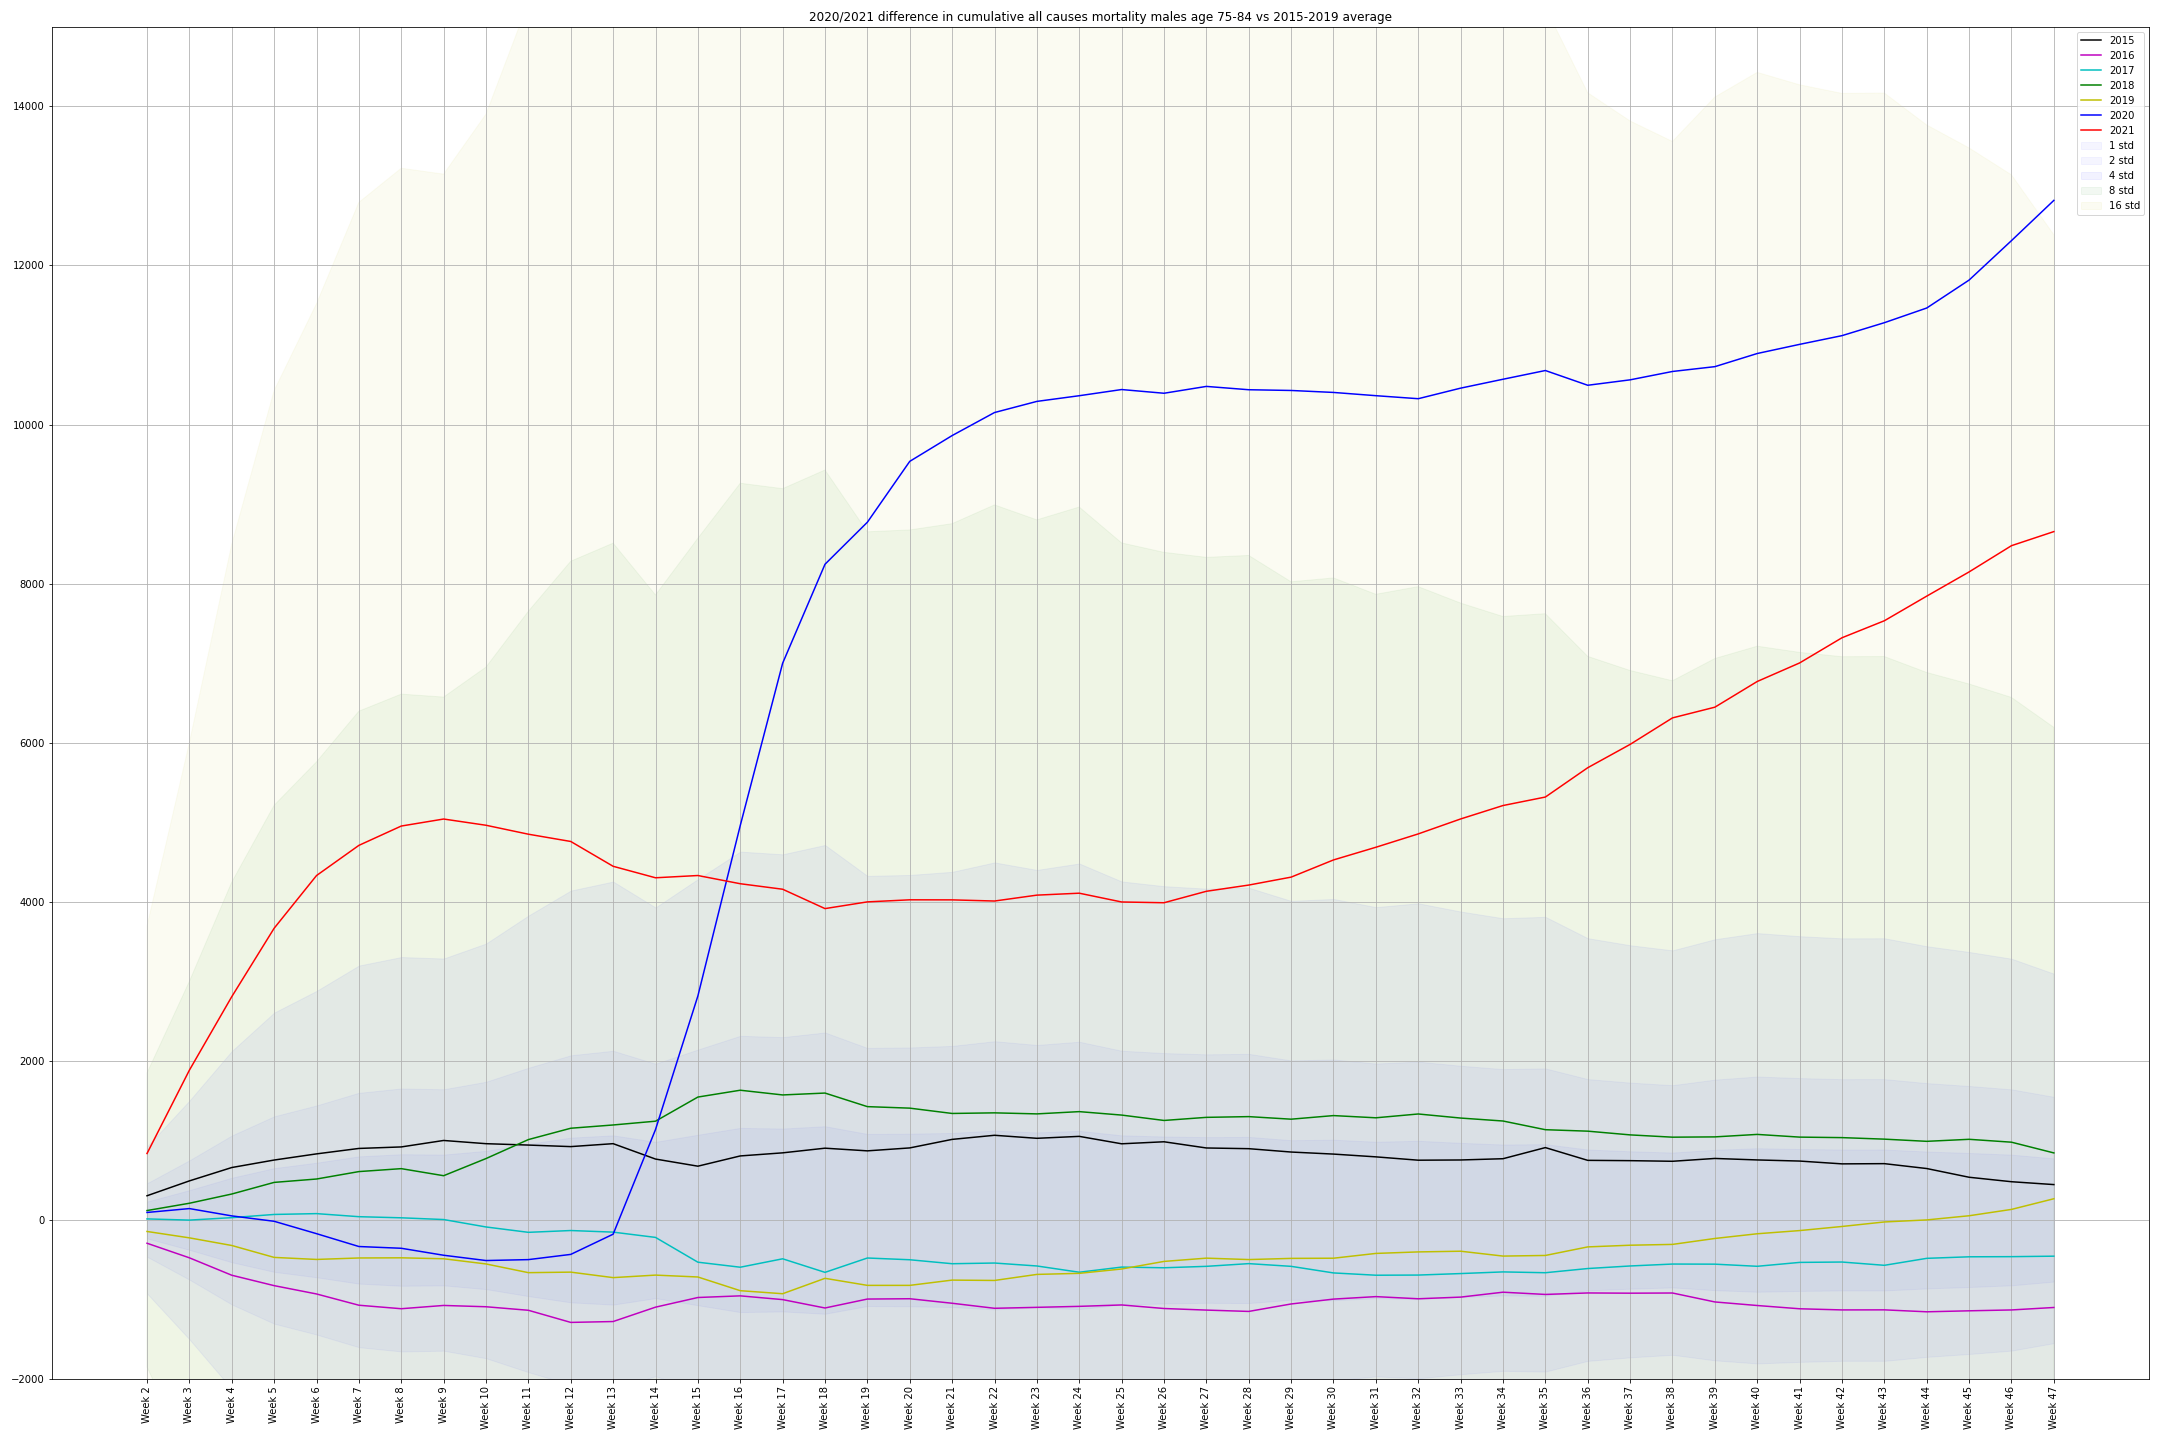 2020/2021 difference in cumulative all causes mortality males age 75-84 vs 2015-2019 average
2015
2016
2017
2018
2019
2020
2021
1 std
2 std
4 std
8 std
16 std
14000
12000
10000
8000
6000
4000
2000
0
−2000
Week 2
Week 3
Week 4
Week 5
Week 6
Week 7
Week 8
Week 9
Week 10
Week 11
Week 12
Week 13
Week 14
Week 15
Week 16
Week 17
Week 18
Week 19
Week 20
Week 21
Week 22
Week 23
Week 24
Week 25
Week 26
Week 27
Week 28
Week 29
Week 30
Week 31
Week 32
Week 33
Week 34
Week 35
Week 36
Week 37
Week 38
Week 39
Week 40
Week 41
Week 42
Week 43
Week 44
Week 45
Week 46
Week 47